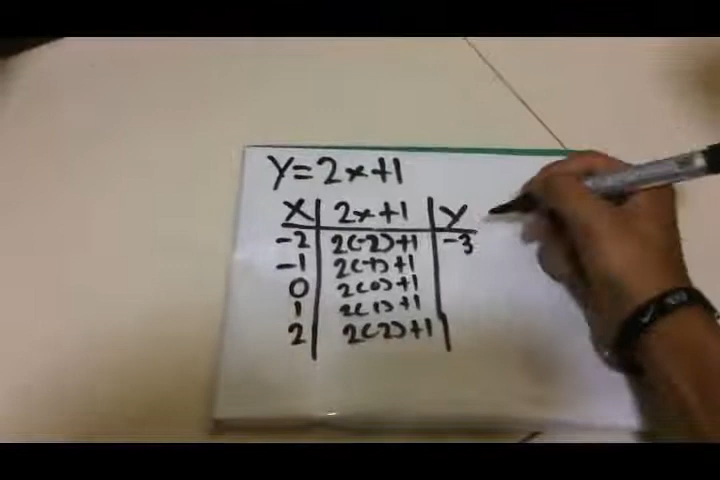 Y=2x+1
X 2x+1 Y
-2 2(-2)+1 -3
-1 2(-1)+1
0 2(0)+1
1 2(1)+1
2 2(2)+1